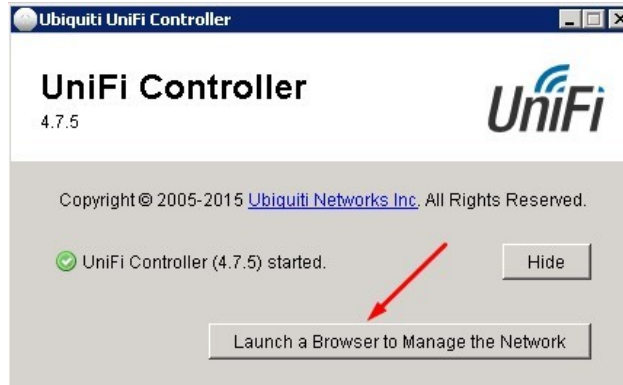 Ubiquiti UniFi Controller
UniFi Controller
4.7.5
UniFi
Copyright © 2005-2015 Ubiquiti Networks Inc. All Rights Reserved.
UniFi Controller (4.7.5) started.
Hide
Launch a Browser to Manage the Network